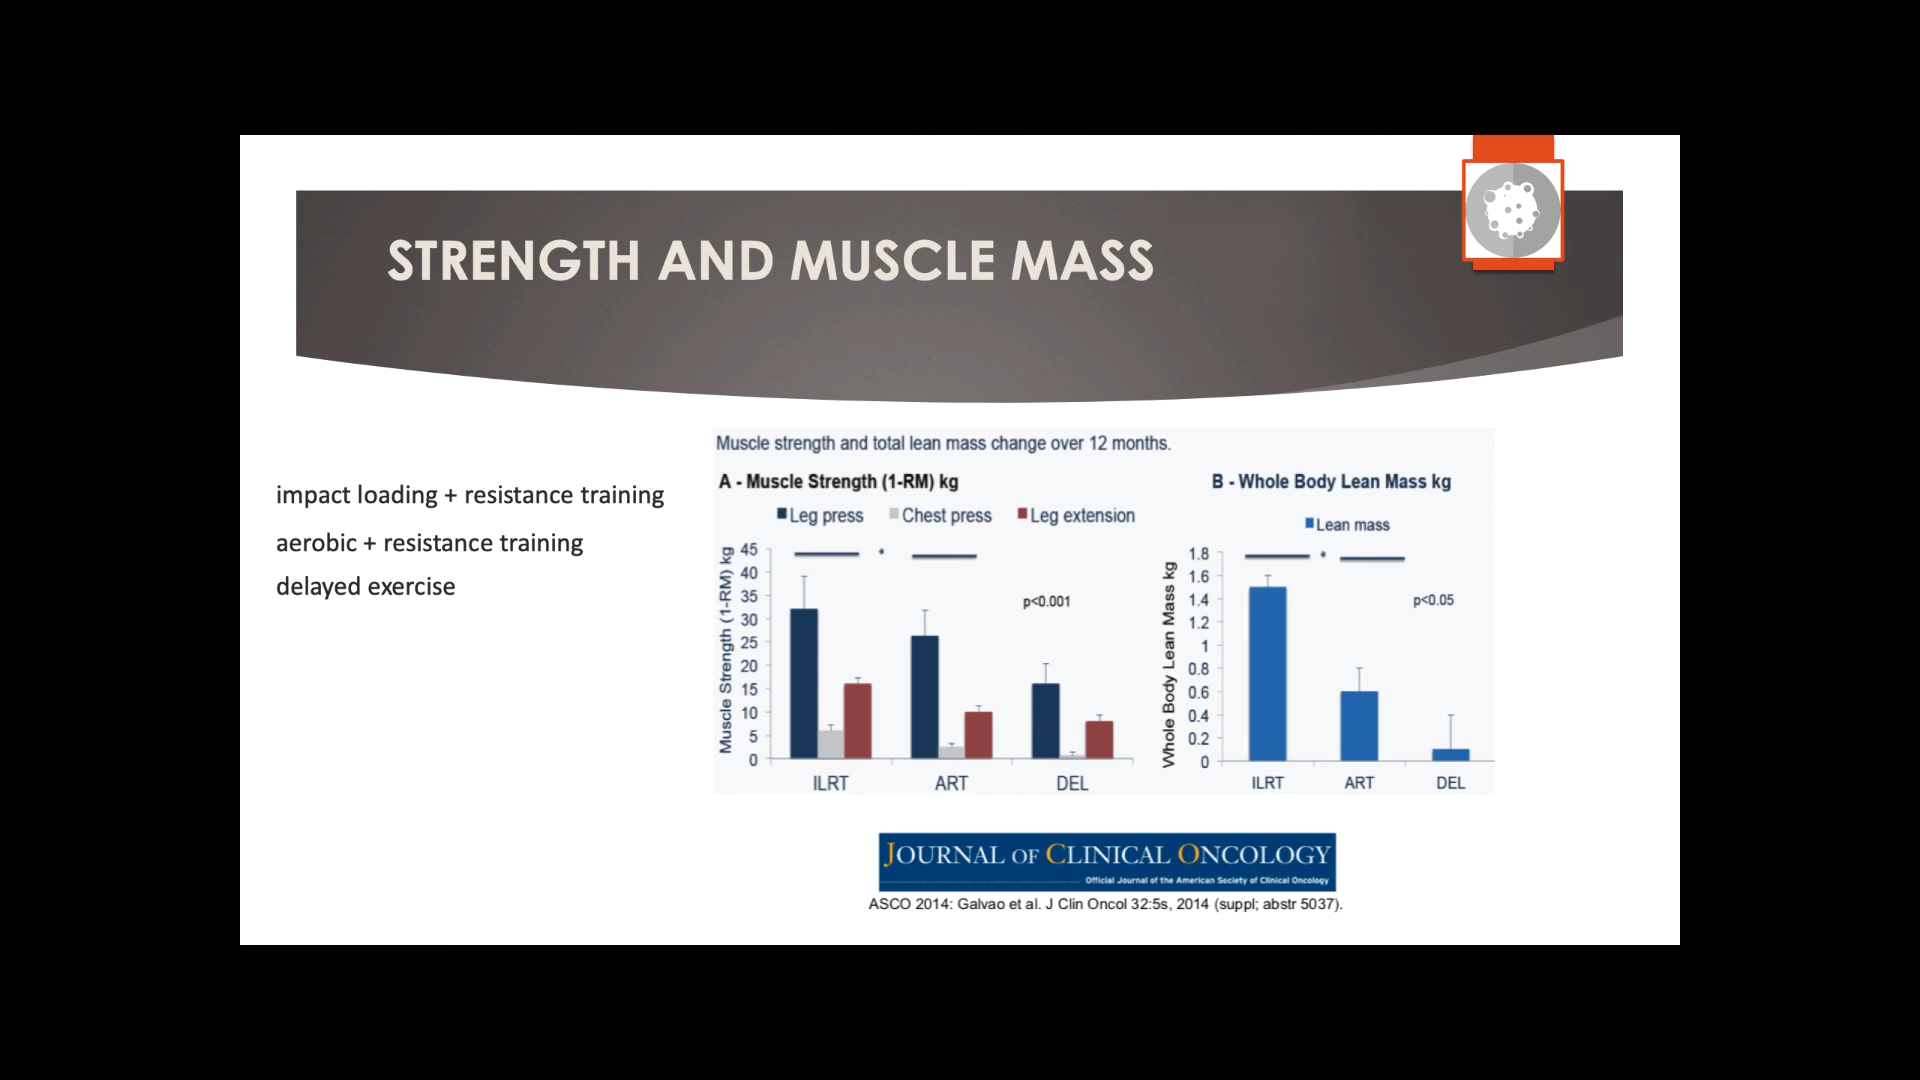 STRENGTH AND MUSCLE MASS
impact loading + resistance training
aerobic + resistance training
delayed exercise
Muscle strength and total lean mass change over 12 months.
A - Muscle Strength (1-RM) kg
Leg press Chest press Leg extension
Muscle Strength (1-RM) kg
45
40
35
30
25
20
15
10
5
0
*
p<0.001
ILRT ART DEL
B - Whole Body Lean Mass kg
Lean mass
Whole Body Lean Mass kg
1.8
1.6
1.4
1.2
1
0.8
0.6
0.4
0.2
0
*
p<0.05
ILRT ART DEL
JOURNAL OF CLINICAL ONCOLOGY
Official Journal of the American Society of Clinical Oncology
ASCO 2014: Galvao et al. J Clin Oncol 32:5s, 2014 (suppl; abstr 5037).